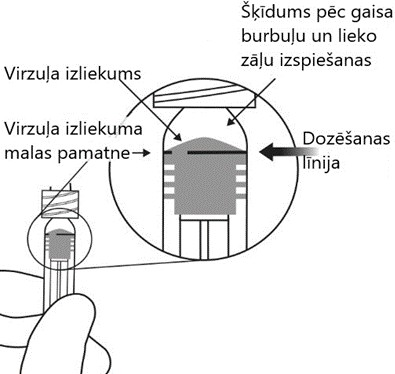 Šķīdums pēc gaisa
burbuļu un lieko
zāļu izspiešanas
Virzuļa izliekums
Virzuļa izliekuma
malas pamatne
Dozēšanas
līnija